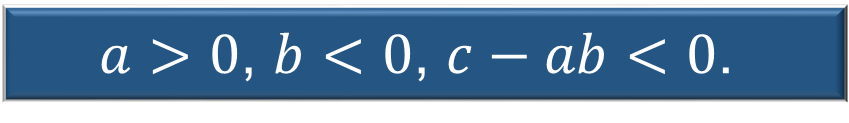 a > 0, b < 0, c − ab < 0.